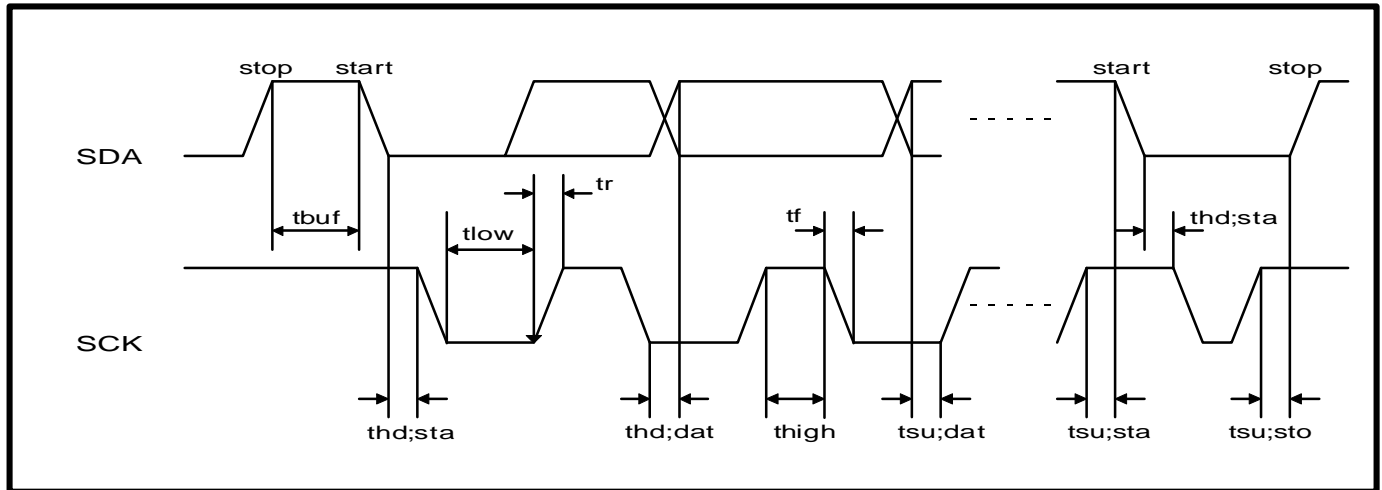 stop start start stop
SDA
tr
tbuf tlow tf thd;sta
SCK
thd;sta thd;dat thigh tsu;dat tsu;sta tsu;sto